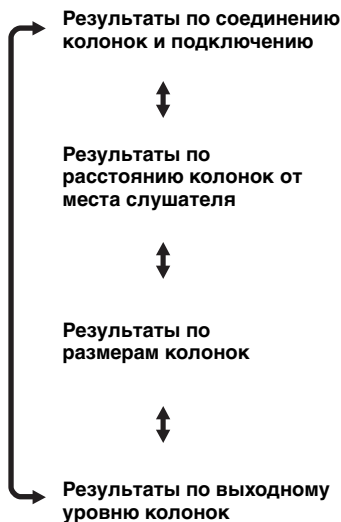 Результаты по соединению
колонок и подключению
Результаты по
расстоянию колонок от
места слушателя
Результаты по
размерам колонок
Результаты по выходному
уровню колонок